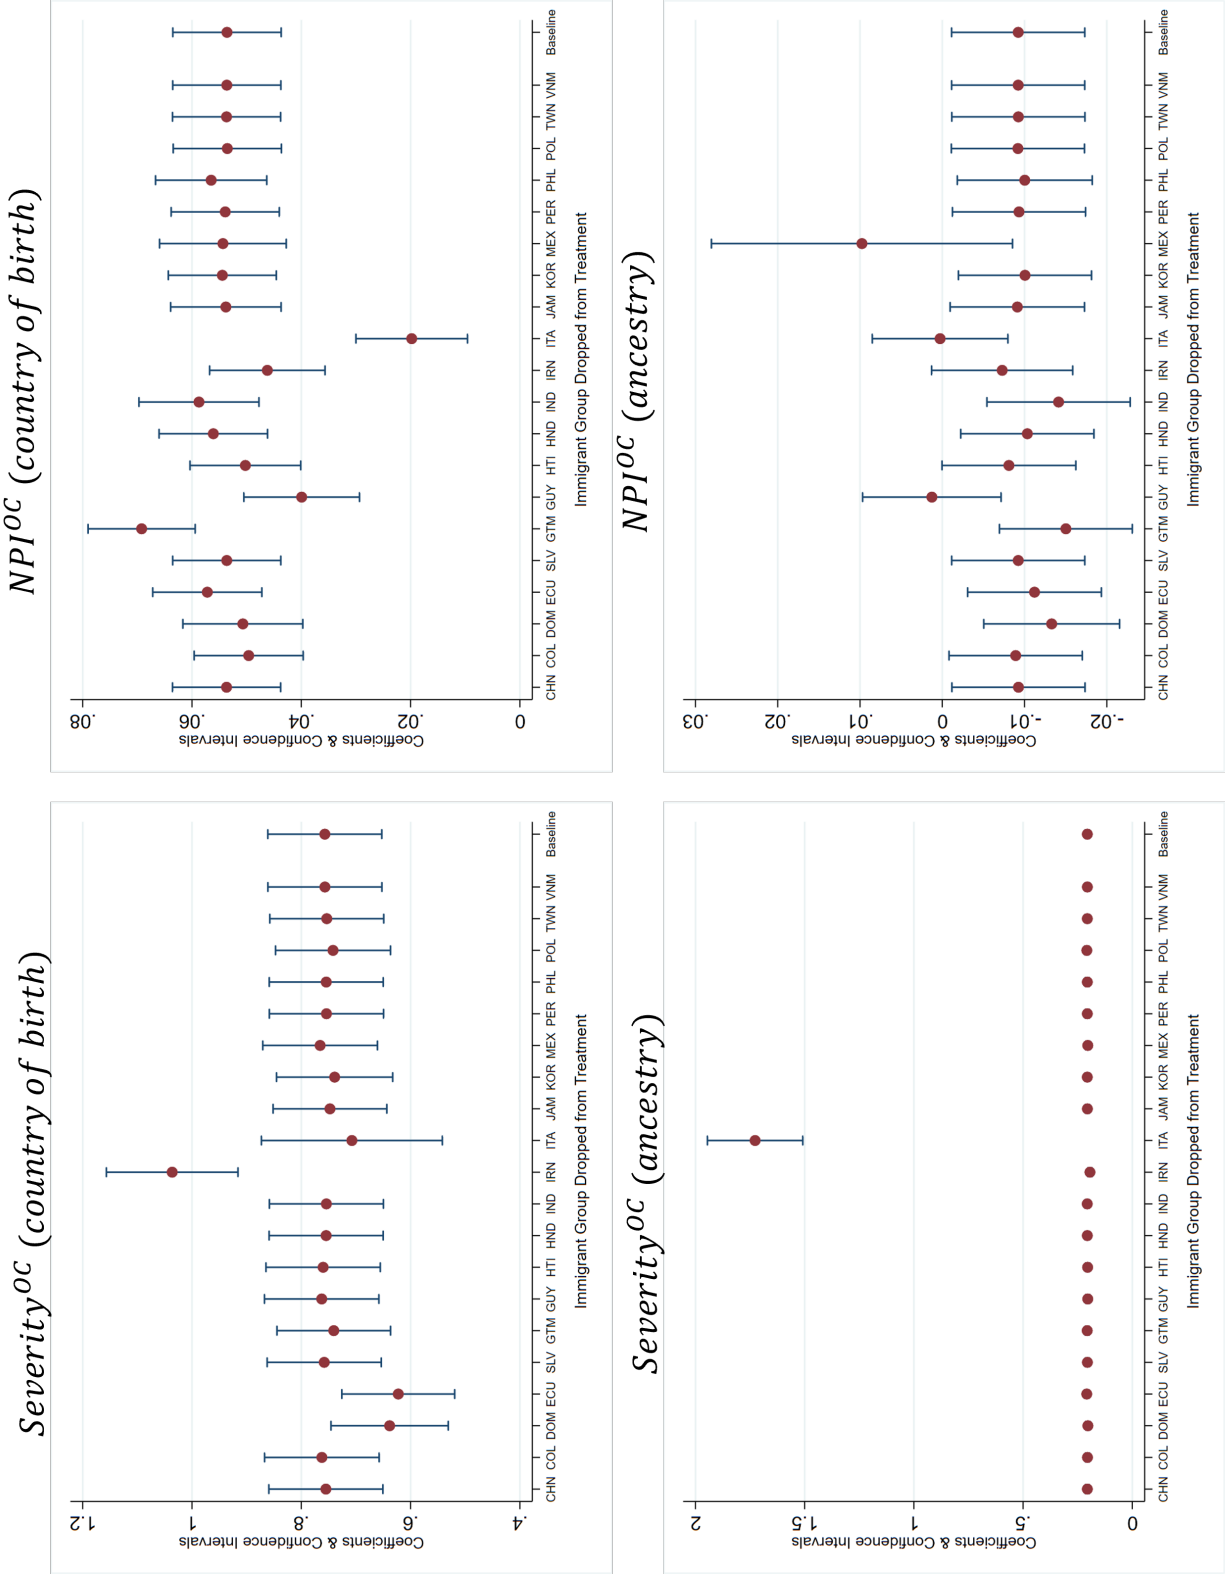 Severity^OC (country of birth)
Coefficients & Confidence Intervals
1.2
1
.8
.6
.4
CHN COL DOM ECU SLV GTM GUY HTI HND IND IRN ITA JAM KOR MEX PER PHL POL TWN VNM Baseline
Immigrant Group Dropped from Treatment
NPI^OC (country of birth)
Coefficients & Confidence Intervals
.08
.06
.04
.02
0
CHN COL DOM ECU SLV GTM GUY HTI HND IND IRN ITA JAM KOR MEX PER PHL POL TWN VNM Baseline
Immigrant Group Dropped from Treatment
Severity^OC (ancestry)
Coefficients & Confidence Intervals
2
1.5
1
.5
0
CHN COL DOM ECU SLV GTM GUY HTI HND IND IRN ITA JAM KOR MEX PER PHL POL TWN VNM Baseline
Immigrant Group Dropped from Treatment
NPI^OC (ancestry)
Coefficients & Confidence Intervals
.03
.02
.01
0
-.01
-.02
CHN COL DOM ECU SLV GTM GUY HTI HND IND IRN ITA JAM KOR MEX PER PHL POL TWN VNM Baseline
Immigrant Group Dropped from Treatment